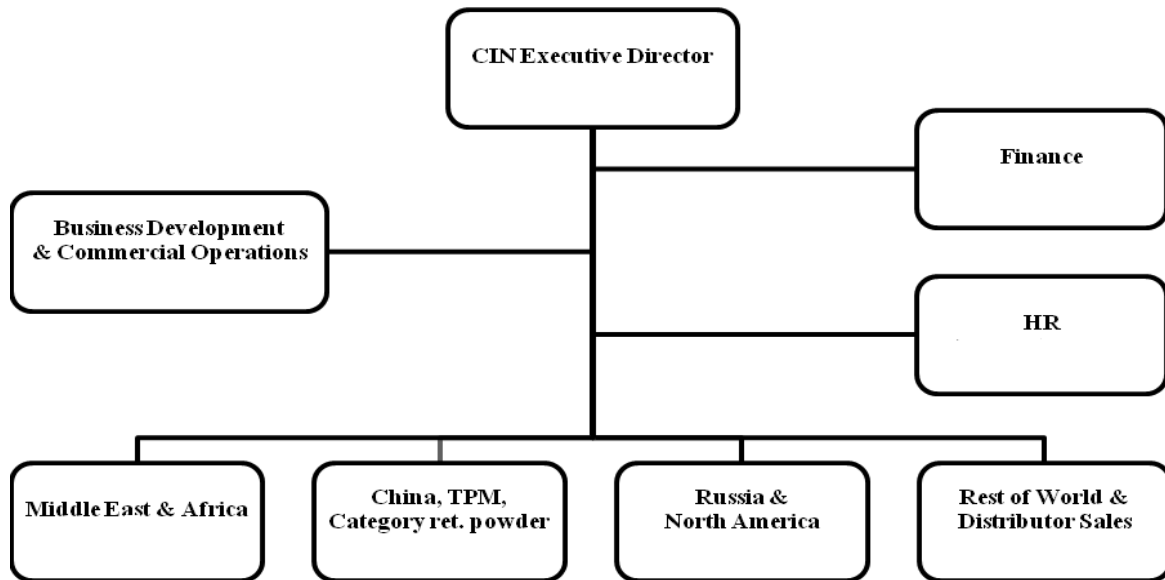 CIN Executive Director
Finance
Business Development
& Commercial Operations
HR
Middle East & Africa
China, TPM,
Category ret. powder
Russia &
North America
Rest of World &
Distributor Sales